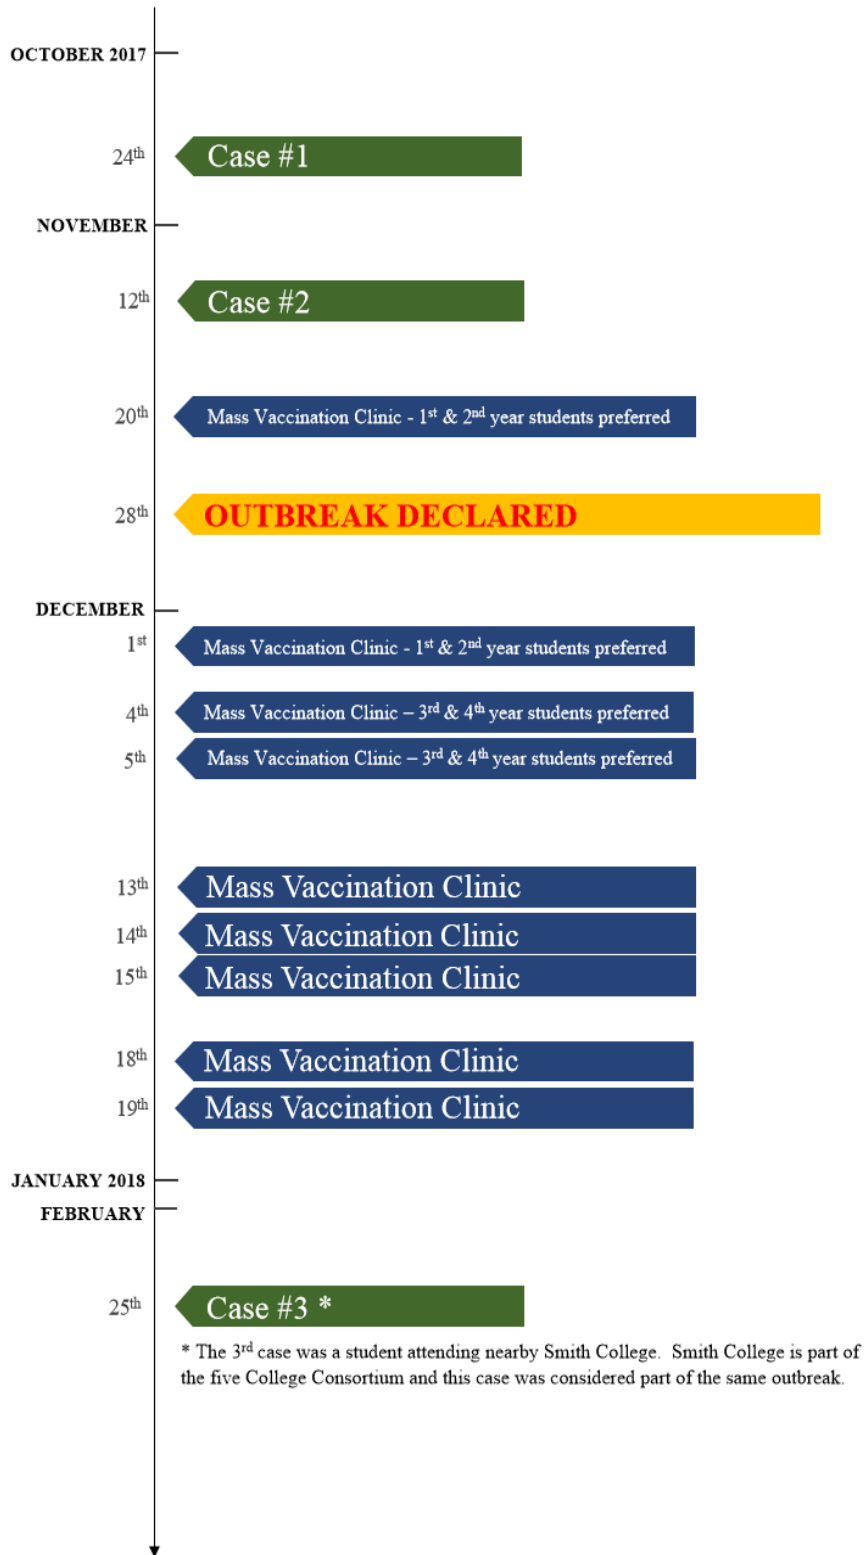 OCTOBER 2017
24th Case #1
NOVEMBER
12th Case #2
20th Mass Vaccination Clinic - 1st & 2nd year students preferred
28th OUTBREAK DECLARED
DECEMBER
1st Mass Vaccination Clinic - 1st & 2nd year students preferred
4th Mass Vaccination Clinic – 3rd & 4th year students preferred
5th Mass Vaccination Clinic – 3rd & 4th year students preferred
13th Mass Vaccination Clinic
14th Mass Vaccination Clinic
15th Mass Vaccination Clinic
18th Mass Vaccination Clinic
19th Mass Vaccination Clinic
JANUARY 2018
FEBRUARY
25th Case #3 *
* The 3rd case was a student attending nearby Smith College. Smith College is part of
the five College Consortium and this case was considered part of the same outbreak.